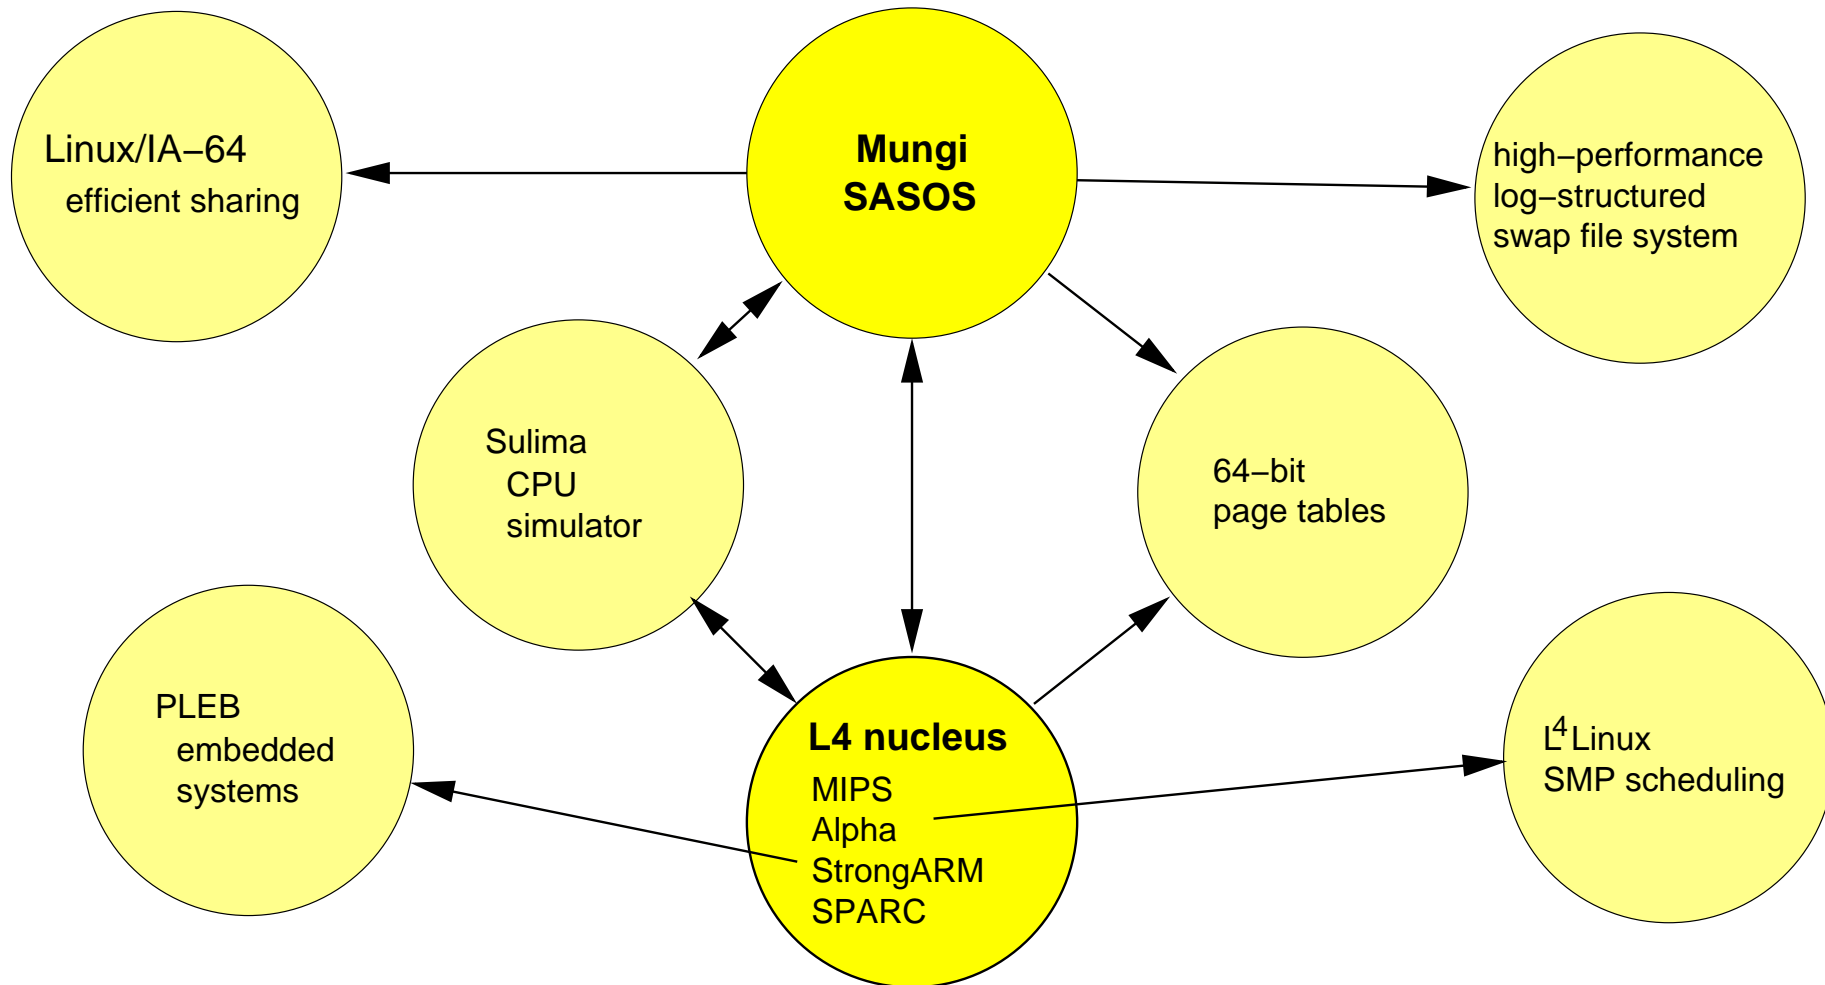 Linux/IA−64
efficient sharing
Mungi
SASOS
high−performance
log−structured
swap file system
Sulima
CPU
simulator
64−bit
page tables
PLEB
embedded
systems
L4 nucleus
MIPS
Alpha
StrongARM
SPARC
L⁴Linux
SMP scheduling